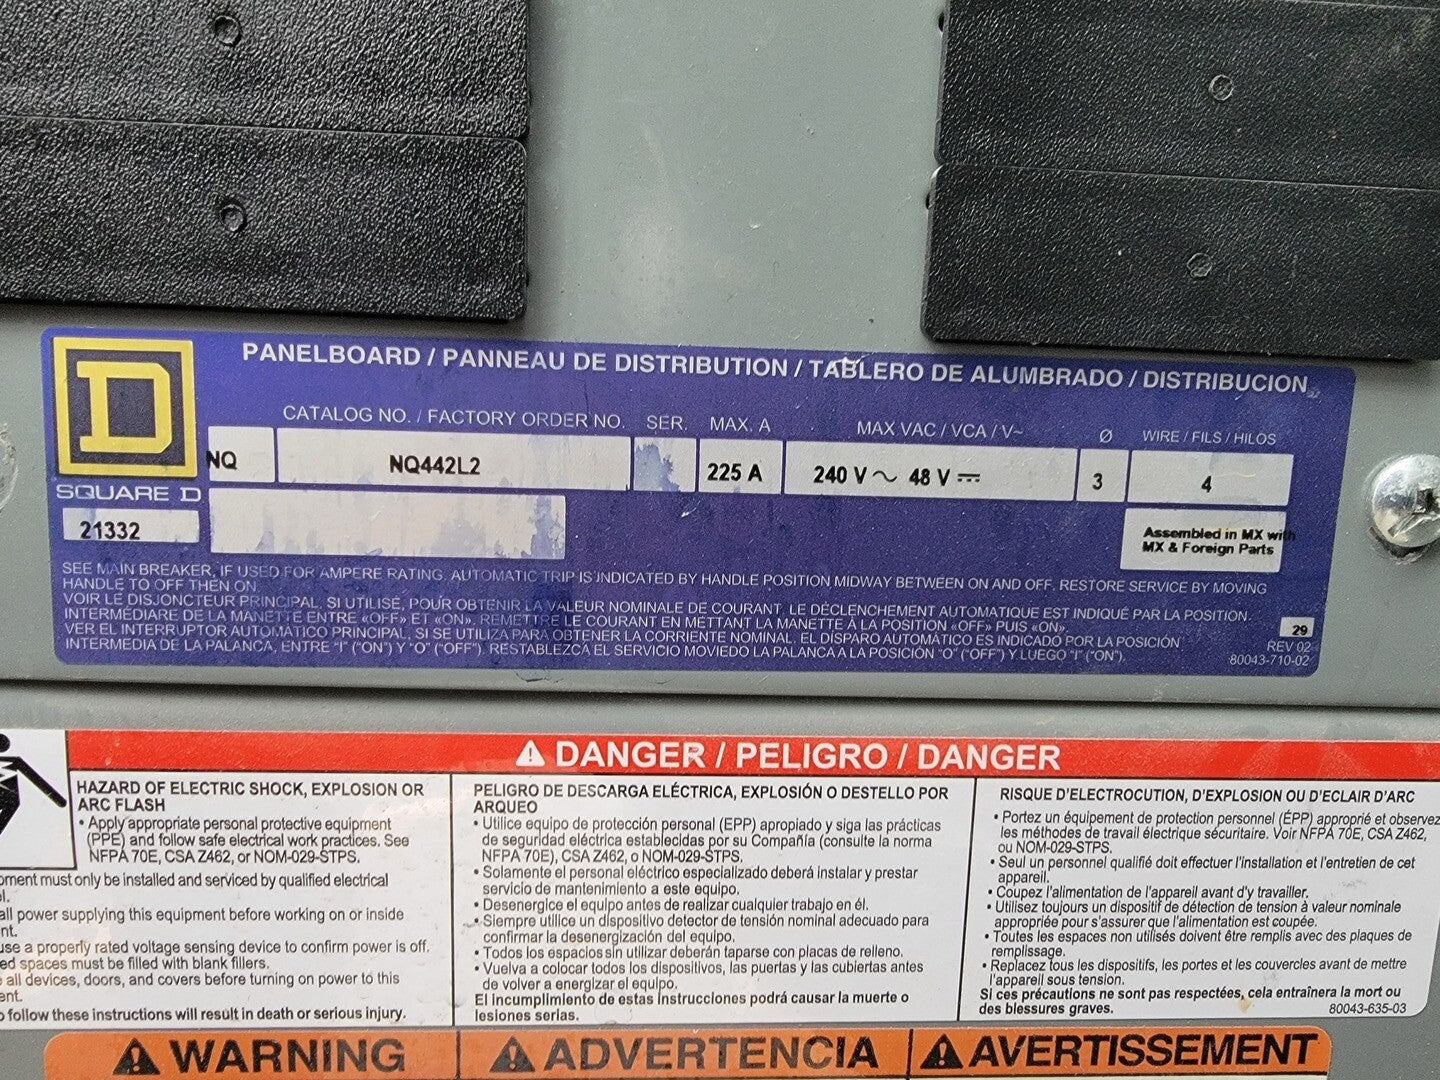 PANELBOARD / PANNEAU DE DISTRIBUTION / TABLERO DE ALUMBRADO / DISTRIBUCION
CATALOG NO. / FACTORY ORDER NO. SER. MAX. A MAX VAC / VCA / V~ Ø WIRE / FILS / HILOS
NQ NQ442L2 225 A 240 V ～ 48 V ⎓ 3 4
D
SQUARE D
21332
Assembled in MX with
MX & Foreign Parts
SEE MAIN BREAKER, IF USED FOR AMPERE RATING. AUTOMATIC TRIP IS INDICATED BY HANDLE POSITION MIDWAY BETWEEN ON AND OFF. RESTORE SERVICE BY MOVING
HANDLE TO OFF THEN ON
VOIR LE DISJONCTEUR PRINCIPAL, SI UTILISÉ, POUR OBTENIR LA VALEUR NOMINALE DE COURANT. LE DÉCLENCHEMENT AUTOMATIQUE EST INDIQUÉ PAR LA POSITION
INTERMÉDIAIRE DE LA MANETTE ENTRE «OFF» ET «ON». REMETTRE LE COURANT EN METTANT LA MANETTE À LA POSITION «OFF» PUIS «ON».
VER EL INTERRUPTOR AUTOMÁTICO PRINCIPAL, SI SE UTILIZA PARA OBTENER LA CORRIENTE NOMINAL. EL DISPARO AUTOMÁTICO ES INDICADO POR LA POSICIÓN
INTERMEDIA DE LA PALANCA, ENTRE "I" ("ON") Y "O" ("OFF"). RESTABLEZCA EL SERVICIO MOVIEDO LA PALANCA A LA POSICIÓN "O" ("OFF") Y LUEGO "I" ("ON").
29
REV 02
80043-710-02
DANGER / PELIGRO / DANGER
HAZARD OF ELECTRIC SHOCK, EXPLOSION OR
ARC FLASH
• Apply appropriate personal protective equipment
(PPE) and follow safe electrical work practices. See
NFPA 70E, CSA Z462, or NOM-029-STPS.
pment must only be installed and serviced by qualified electrical
l.
all power supplying this equipment before working on or inside
nt.
use a properly rated voltage sensing device to confirm power is off.
ed spaces must be filled with blank fillers.
all devices, doors, and covers before turning on power to this
ent.
o follow these instructions will result in death or serious injury.
PELIGRO DE DESCARGA ELÉCTRICA, EXPLOSIÓN O DESTELLO POR
ARQUEO
• Utilice equipo de protección personal (EPP) apropiado y siga las prácticas
de seguridad eléctrica establecidas por su Compañía (consulte la norma
NFPA 70E), CSA Z462, o NOM-029-STPS.
• Solamente el personal eléctrico especializado deberá instalar y prestar
servicio de mantenimiento a este equipo.
• Desenergice el equipo antes de realizar cualquier trabajo en él.
• Siempre utilice un dispositivo detector de tensión nominal adecuado para
confirmar la desenergización del equipo.
• Todos los espacios sin utilizar deberán taparse con placas de relleno.
• Vuelva a colocar todos los dispositivos, las puertas y las cubiertas antes
de volver a energizar el equipo.
El incumplimiento de estas instrucciones podrá causar la muerte o
lesiones serias.
RISQUE D'ELECTROCUTION, D'EXPLOSION OU D'ECLAIR D'ARC
• Portez un équipement de protection personnel (ÉPP) approprié et observez
les méthodes de travail électrique sécuritaire. Voir NFPA 70E, CSA Z462,
ou NOM-029-STPS.
• Seul un personnel qualifié doit effectuer l'installation et l'entretien de cet
appareil.
• Coupez l'alimentation de l'appareil avant d'y travailler.
• Utilisez toujours un dispositif de détection de tension à valeur nominale
appropriée pour s'assurer que l'alimentation est coupée.
• Toutes les espaces non utilisés doivent être remplis avec des plaques de
remplissage.
• Replacez tous les dispositifs, les portes et les couvercles avant de mettre
l'appareil sous tension.
Si ces précautions ne sont pas respectées, cela entraînera la mort ou
des blessures graves.
80043-635-03
WARNING
ADVERTENCIA
AVERTISSEMENT